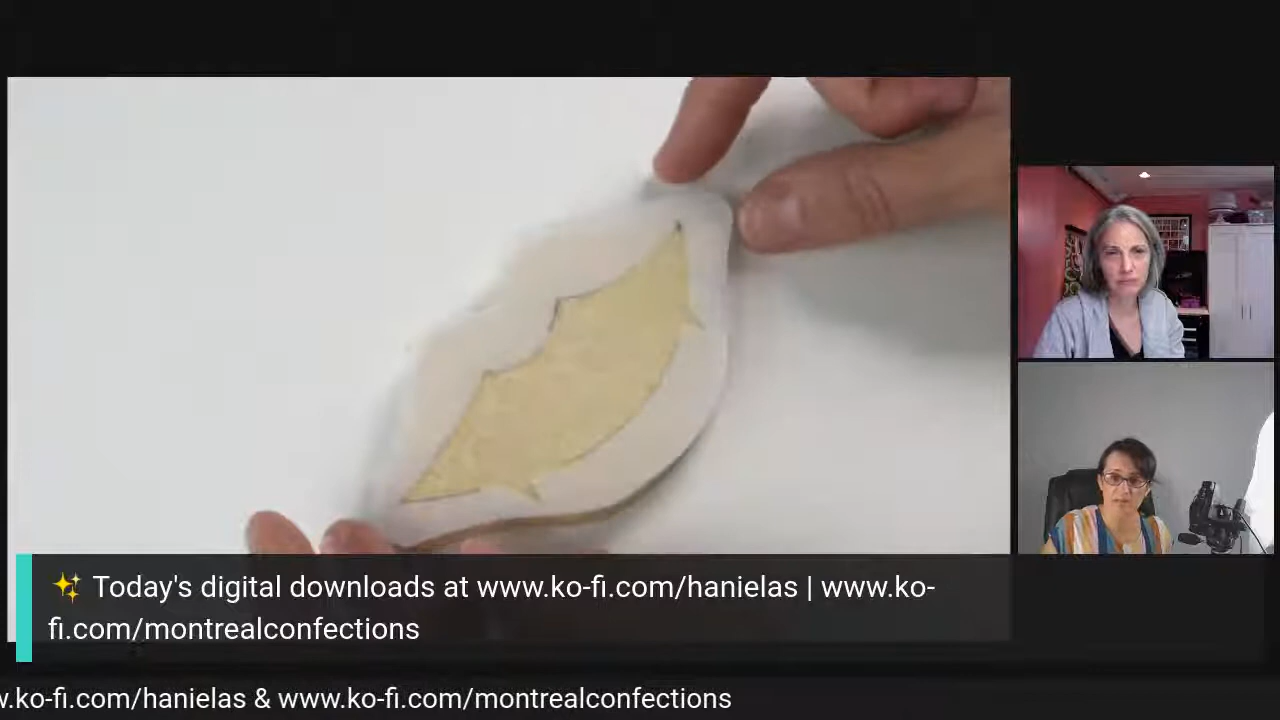 ✨ Today's digital downloads at www.ko-fi.com/hanielas | www.ko-
fi.com/montrealconfections
w.ko-fi.com/hanielas & www.ko-fi.com/montrealconfections